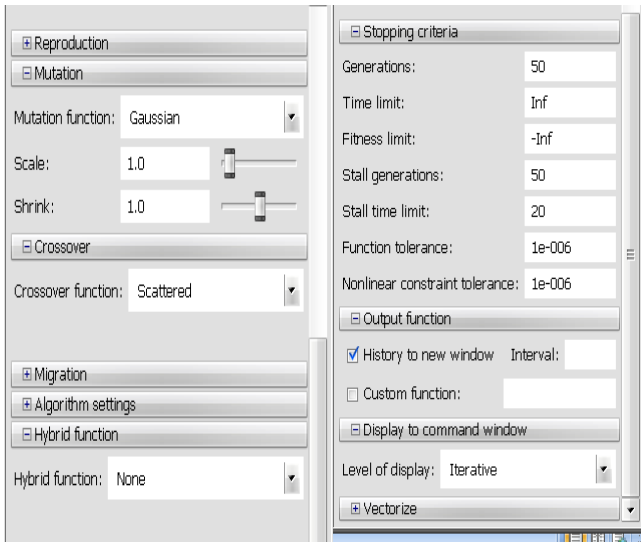 Reproduction
Mutation
Mutation function: Gaussian
Scale: 1.0
Shrink: 1.0
Crossover
Crossover function: Scattered
Migration
Algorithm settings
Hybrid function
Hybrid function: None
Stopping criteria
Generations: 50
Time limit: Inf
Fitness limit: -Inf
Stall generations: 50
Stall time limit: 20
Function tolerance: 1e-006
Nonlinear constraint tolerance: 1e-006
Output function
History to new window Interval:
Custom function:
Display to command window
Level of display: Iterative
Vectorize